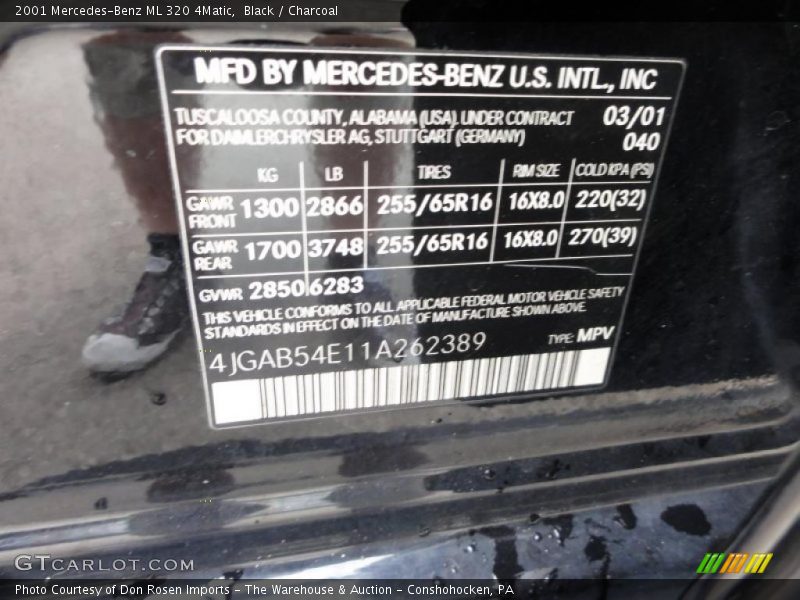 2001 Mercedes-Benz ML 320 4Matic, Black / Charcoal
MFD BY MERCEDES-BENZ U.S. INTL., INC
TUSCALOOSA COUNTY, ALABAMA (USA). UNDER CONTRACT 03/01
FOR DAIMLERCHRYSLER AG, STUTTGART (GERMANY) 040
KG LB TIRES RIM SIZE COLD KPA (PSI)
GAWR FRONT 1300 2866 255/65R16 16X8.0 220(32)
GAWR REAR 1700 3748 255/65R16 16X8.0 270(39)
GVWR 2850 6283
THIS VEHICLE CONFORMS TO ALL APPLICABLE FEDERAL MOTOR VEHICLE SAFETY
STANDARDS IN EFFECT ON THE DATE OF MANUFACTURE SHOWN ABOVE.
4JGAB54E11A262389 TYPE: MPV
GTCARLOT.COM
Photo Courtesy of Don Rosen Imports - The Warehouse & Auction - Conshohocken, PA